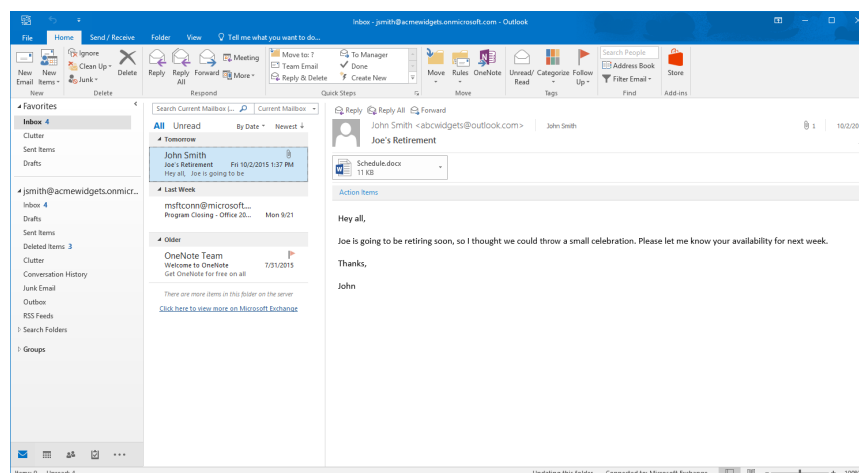 Inbox - jsmith@acmewidgets.onmicrosoft.com - Outlook
File Home Send / Receive Folder View Tell me what you want to do...
New Email
New Items
Ignore
Clean Up
Junk
Delete
Reply
Reply All
Forward
Meeting
More
Move to: ?
Team Email
Reply & Delete
To Manager
Done
Create New
Move
Rules
OneNote
Unread/ Read
Categorize
Follow Up
Search People
Address Book
Filter Email
Store
New Delete Respond Quick Steps Move Tags Find Add-ins
Favorites
Inbox 4
Clutter
Sent Items
Drafts
jsmith@acmewidgets.onmicr...
Inbox 4
Drafts
Sent Items
Deleted Items 3
Clutter
Conversation History
Junk Email
Outbox
RSS Feeds
Search Folders
Groups
Search Current Mailbox (... Current Mailbox
All Unread By Date Newest ↓
Tomorrow
John Smith
Joe's Retirement Fri 10/2/2015 1:37 PM
Hey all, Joe is going to be
Last Week
msftconn@microsoft....
Program Closing - Office 20... Mon 9/21
Older
OneNote Team
Welcome to OneNote 7/31/2015
Get OneNote for free on all
There are more items in this folder on the server
Click here to view more on Microsoft Exchange
Reply Reply All Forward
John Smith <abcwidgets@outlook.com> John Smith 1 10/2/20
Joe's Retirement
Schedule.docx
11 KB
Action Items
Hey all,
Joe is going to be retiring soon, so I thought we could throw a small celebration. Please let me know your availability for next week.
Thanks,
John
Updating this folder. Connected to: Microsoft Exchange